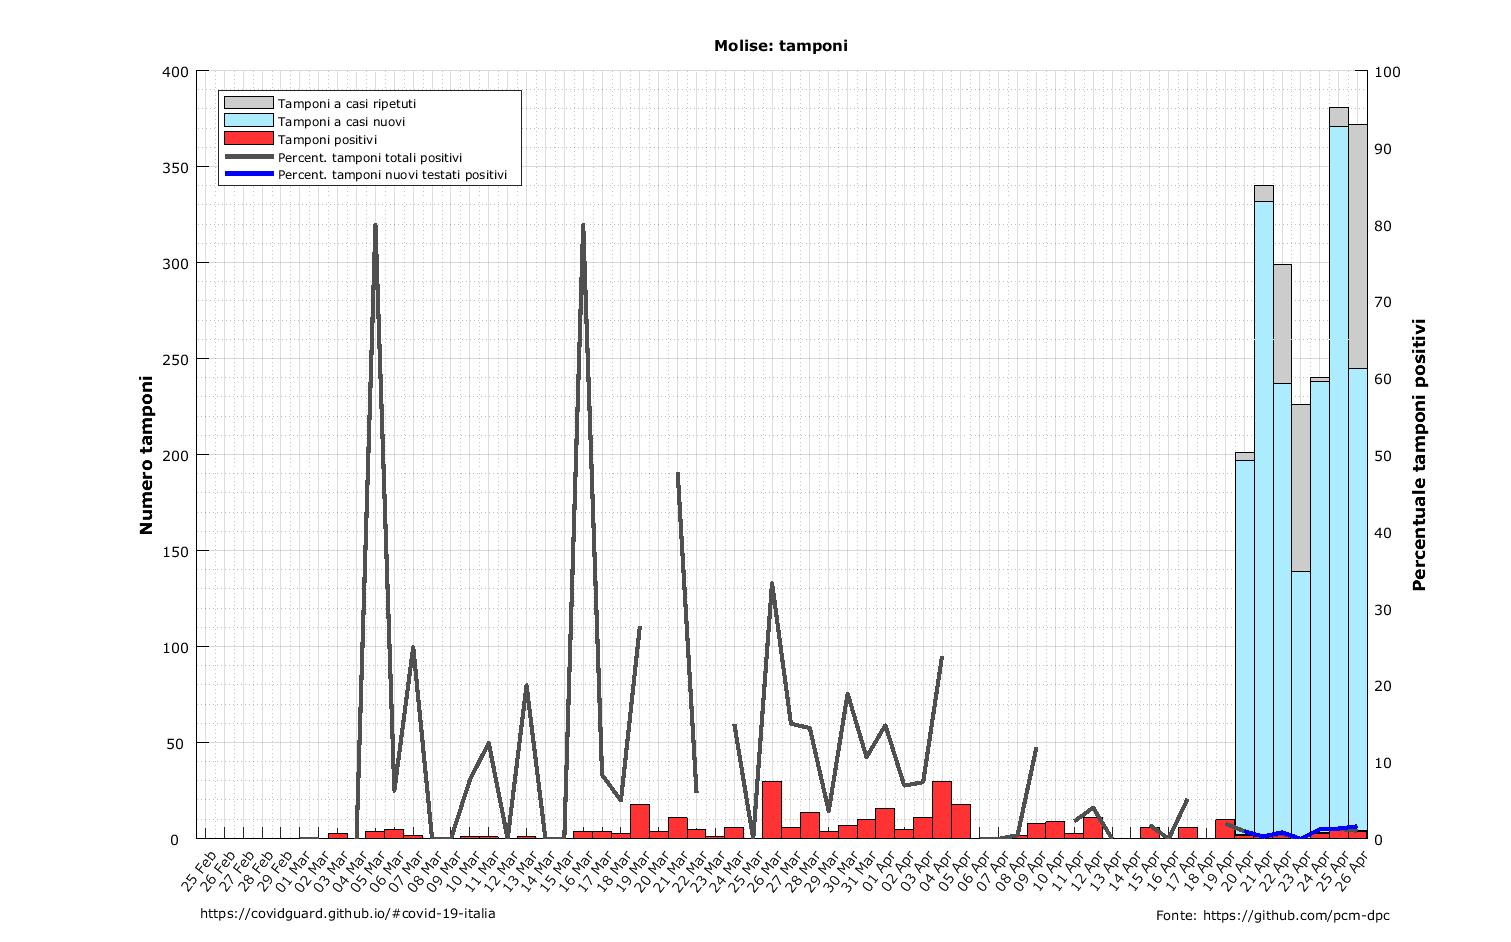 Molise: tamponi
400
350
300
250
200
150
100
50
0
Numero tamponi
Tamponi a casi ripetuti
Tamponi a casi nuovi
Tamponi positivi
Percent. tamponi totali positivi
Percent. tamponi nuovi testati positivi
100
90
80
70
60
50
40
30
20
10
0
Percentuale tamponi positivi
25 Feb
26 Feb
27 Feb
28 Feb
29 Feb
01 Mar
02 Mar
03 Mar
04 Mar
05 Mar
06 Mar
07 Mar
08 Mar
09 Mar
10 Mar
11 Mar
12 Mar
13 Mar
14 Mar
15 Mar
16 Mar
17 Mar
18 Mar
19 Mar
20 Mar
21 Mar
22 Mar
23 Mar
24 Mar
25 Mar
26 Mar
27 Mar
28 Mar
29 Mar
30 Mar
31 Mar
01 Apr
02 Apr
03 Apr
04 Apr
05 Apr
06 Apr
07 Apr
08 Apr
09 Apr
10 Apr
11 Apr
12 Apr
13 Apr
14 Apr
15 Apr
16 Apr
17 Apr
18 Apr
19 Apr
20 Apr
21 Apr
22 Apr
23 Apr
24 Apr
25 Apr
26 Apr
https://covidguard.github.io/#covid-19-italia
Fonte: https://github.com/pcm-dpc